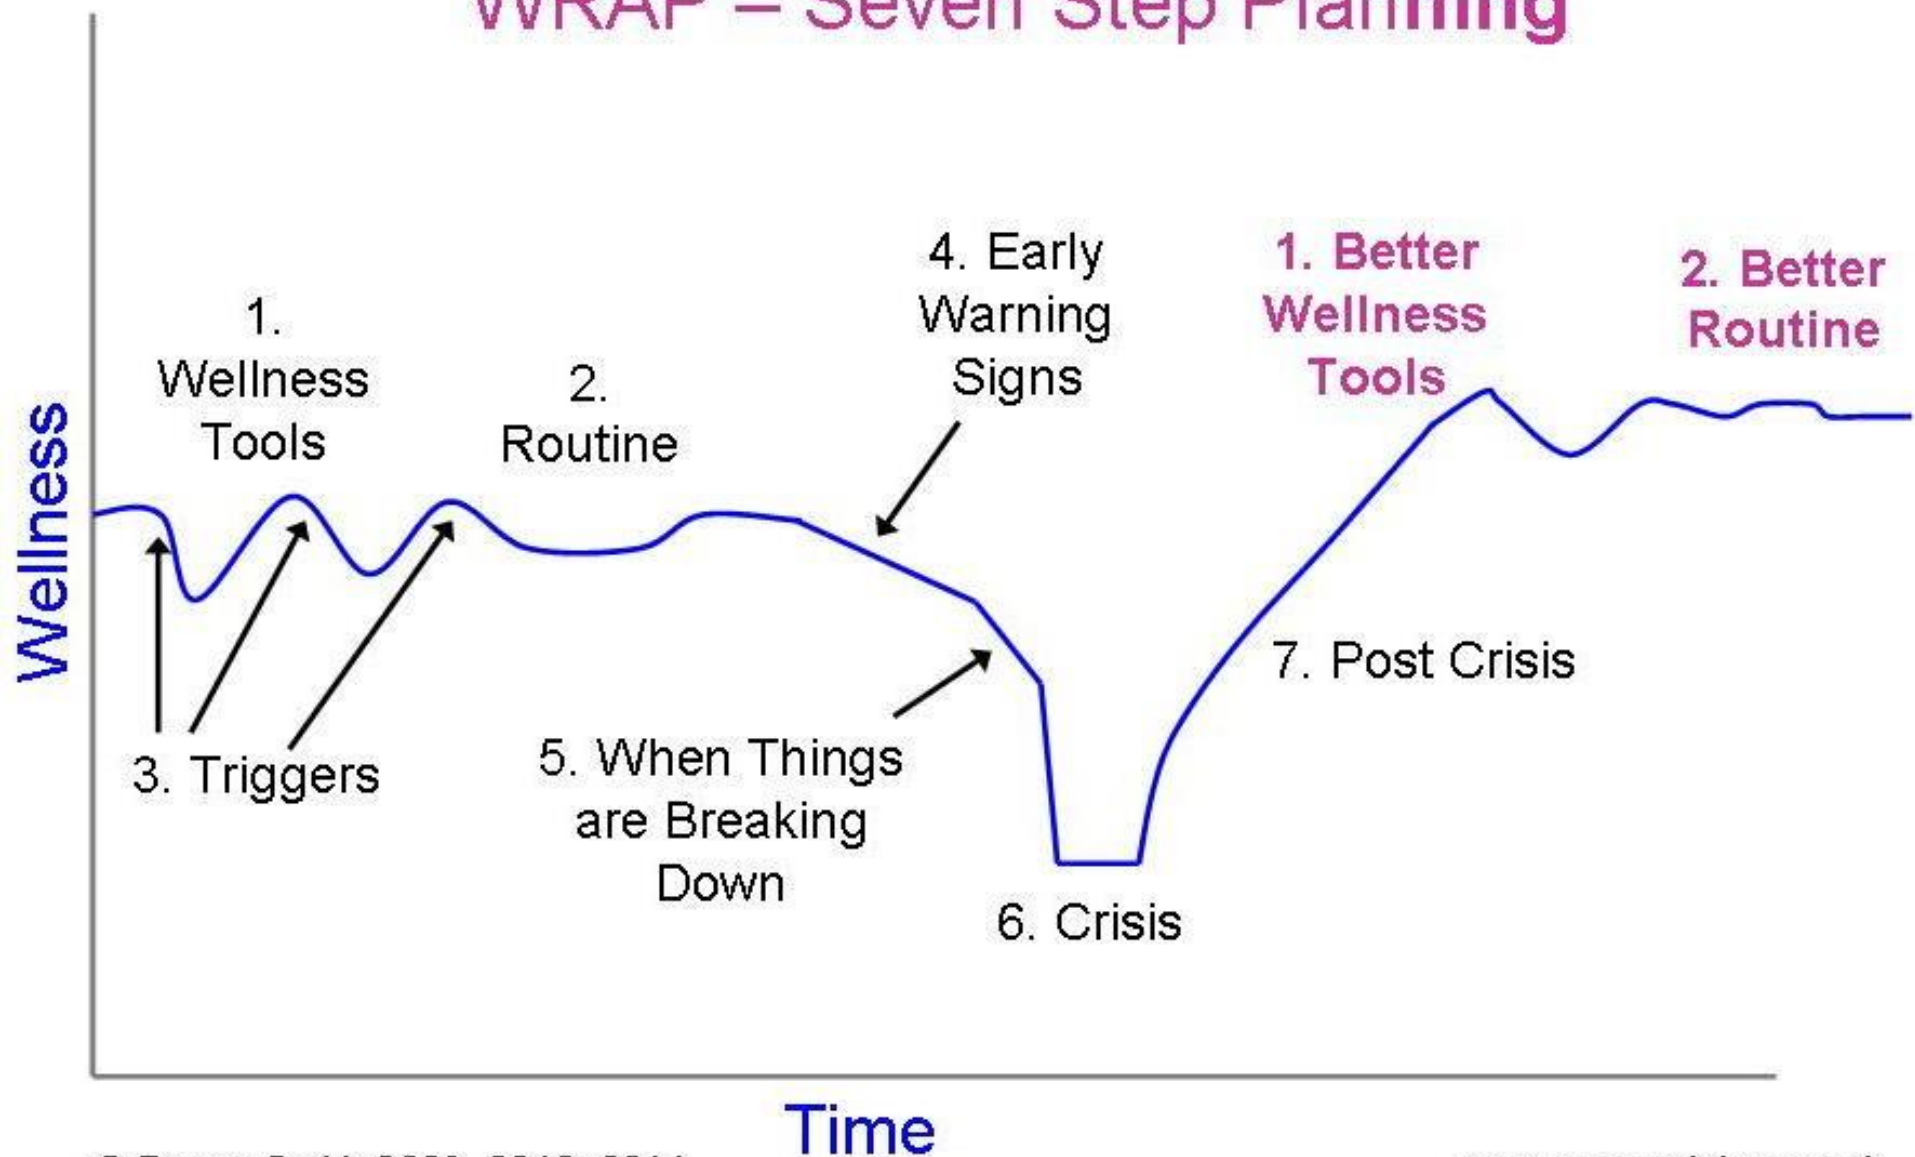 WRAP – Seven Step Planning
4. Early
Warning
Signs
1. Better
Wellness
Tools
2. Better
Routine
1.
Wellness
Tools
2.
Routine
Wellness
3. Triggers
5. When Things
are Breaking
Down
6. Crisis
7. Post Crisis
Time